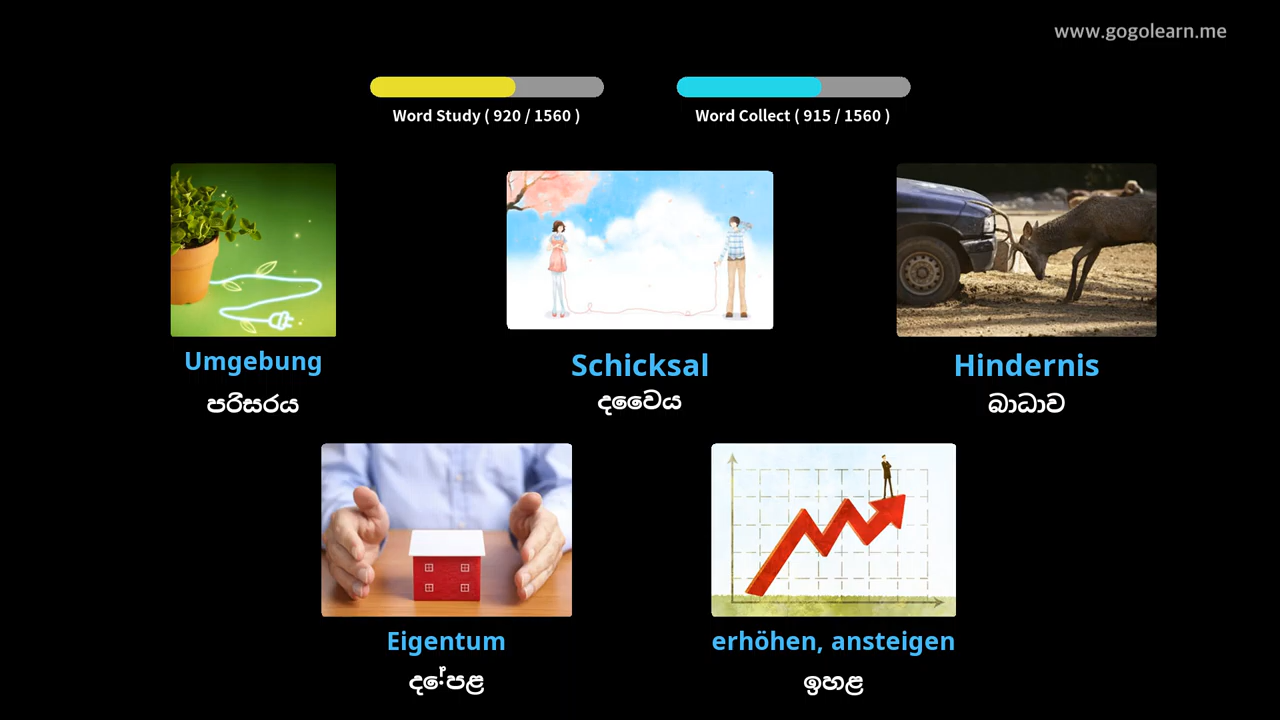 www.gogolearn.me
Word Study ( 920 / 1560 ) Word Collect ( 915 / 1560 )
Umgebung Schicksal Hindernis
පරිසරය දෛවය බාධාව
Eigentum erhöhen, ansteigen
දේපළ ඉහළ